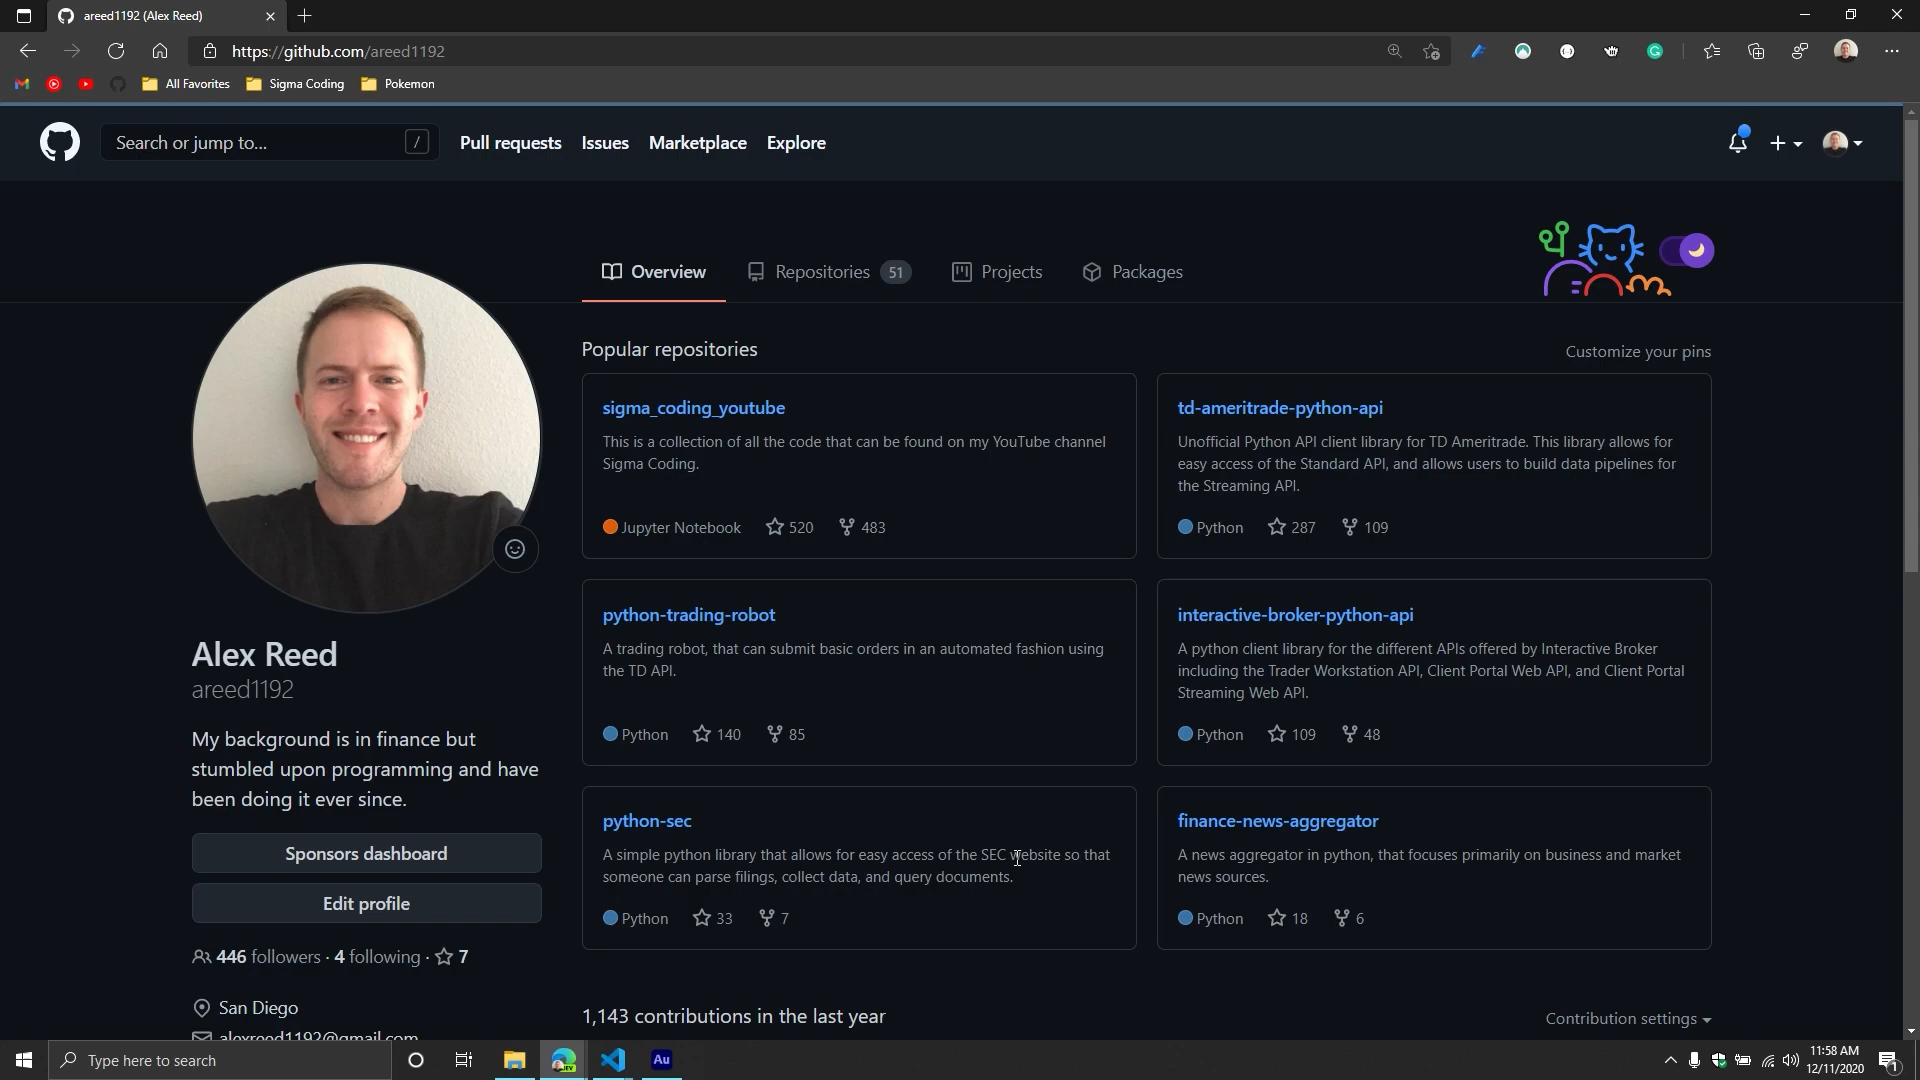 areed1192 (Alex Reed)
https://github.com/areed1192
All Favorites
Sigma Coding
Pokemon
Search or jump to...
/
Pull requests
Issues
Marketplace
Explore
Overview
Repositories 51
Projects
Packages
Popular repositories
Customize your pins
sigma_coding_youtube
This is a collection of all the code that can be found on my YouTube channel
Sigma Coding.
Jupyter Notebook 520 483
td-ameritrade-python-api
Unofficial Python API client library for TD Ameritrade. This library allows for
easy access of the Standard API, and allows users to build data pipelines for
the Streaming API.
Python 287 109
python-trading-robot
A trading robot, that can submit basic orders in an automated fashion using
the TD API.
Python 140 85
interactive-broker-python-api
A python client library for the different APIs offered by Interactive Broker
including the Trader Workstation API, Client Portal Web API, and Client Portal
Streaming Web API.
Python 109 48
python-sec
A simple python library that allows for easy access of the SEC website so that
someone can parse filings, collect data, and query documents.
Python 33 7
finance-news-aggregator
A news aggregator in python, that focuses primarily on business and market
news sources.
Python 18 6
Alex Reed
areed1192
My background is in finance but
stumbled upon programming and have
been doing it ever since.
Sponsors dashboard
Edit profile
446 followers · 4 following · 7
San Diego
alexreed1192@gmail.com
1,143 contributions in the last year
Contribution settings
Type here to search
Au
11:58 AM
12/11/2020
1